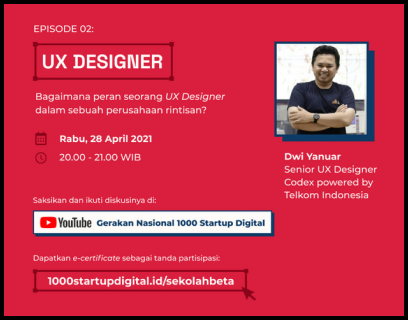 EPISODE 02:
UX DESIGNER
Bagaimana peran seorang UX Designer
dalam sebuah perusahaan rintisan?
Rabu, 28 April 2021
20.00 - 21.00 WIB
Dwi Yanuar
Senior UX Designer
Codex powered by
Telkom Indonesia
Saksikan dan ikuti diskusinya di:
YouTube Gerakan Nasional 1000 Startup Digital
Dapatkan e-certificate sebagai tanda partisipasi:
1000startupdigital.id/sekolahbeta